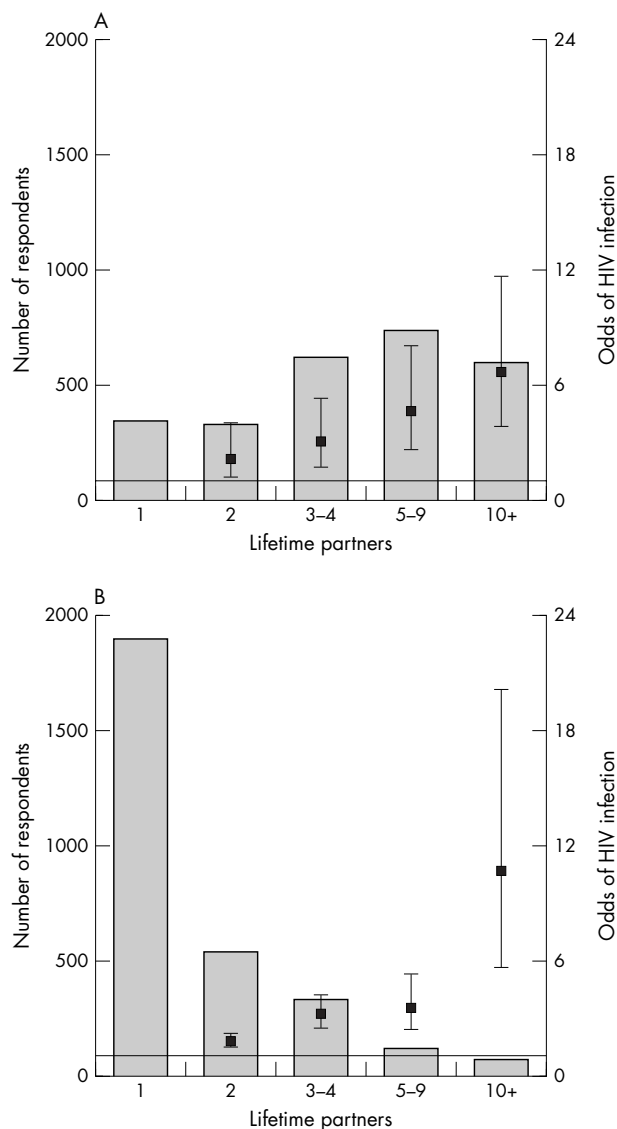 A
2000
1500
1000
500
0
Number of respondents
24
18
12
6
0
Odds of HIV infection
1 2 3–4 5–9 10+
Lifetime partners
B
2000
1500
1000
500
0
Number of respondents
24
18
12
6
0
Odds of HIV infection
1 2 3–4 5–9 10+
Lifetime partners